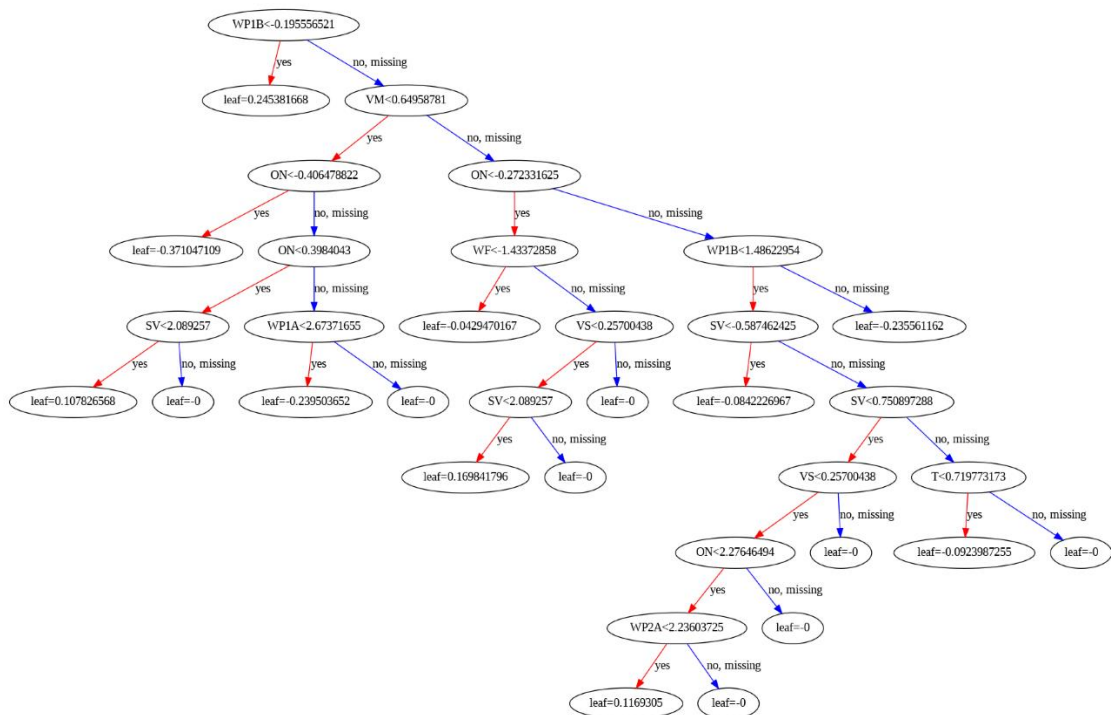 WP1B<-0.195556521
yes
no, missing
leaf=0.245381668
VM<0.64958781
yes
no, missing
ON<-0.406478822
ON<-0.272331625
yes
no, missing
yes
no, missing
leaf=-0.371047109
ON<0.3984043
WF<-1.43372858
WP1B<1.48622954
yes
no, missing
yes
no, missing
yes
no, missing
SV<2.089257
WP1A<2.67371655
leaf=-0.0429470167
VS<0.25700438
SV<-0.587462425
leaf=-0.235561162
yes
no, missing
yes
no, missing
yes
no, missing
yes
no, missing
leaf=0.107826568
leaf=-0
leaf=-0.239503652
leaf=-0
SV<2.089257
leaf=-0
leaf=-0.0842226967
SV<0.750897288
yes
no, missing
yes
no, missing
leaf=0.169841796
leaf=-0
VS<0.25700438
T<0.719773173
yes
no, missing
yes
no, missing
ON<2.27646494
leaf=-0
leaf=-0.0923987255
leaf=-0
yes
no, missing
WP2A<2.23603725
leaf=-0
yes
no, missing
leaf=0.1169305
leaf=-0